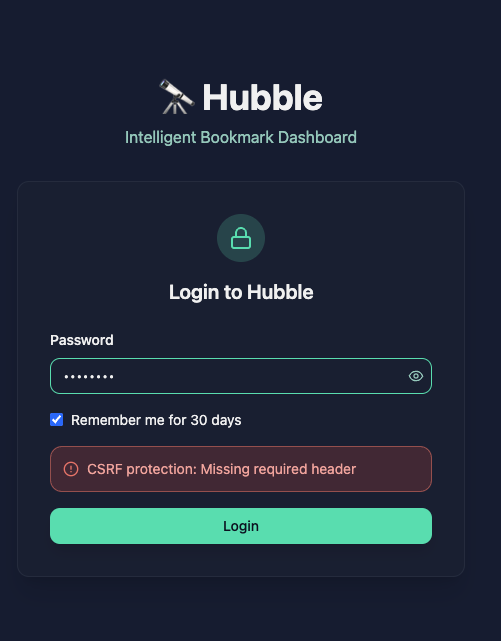 Hubble
Intelligent Bookmark Dashboard
Login to Hubble
Password
••••••••
Remember me for 30 days
CSRF protection: Missing required header
Login